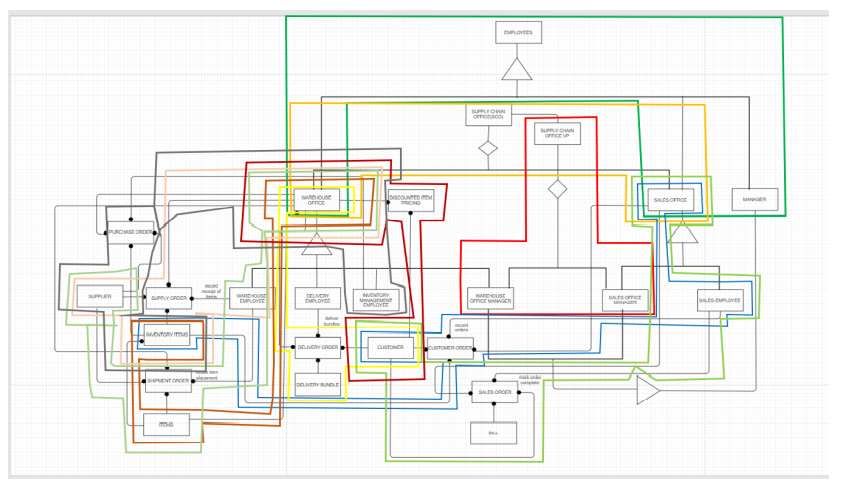 EMPLOYEES
SUPPLY CHAIN
OFFICE(SCO)
SUPPLY CHAIN
OFFICE VP
WAREHOUSE
OFFICE
DISCOUNTED ITEM
PRICING
SALES OFFICE
MANAGER
PURCHASE ORDER
SUPPLIER
SUPPLY ORDER
record
receipt of
items
WAREHOUSE
EMPLOYEE
DELIVERY
EMPLOYEE
INVENTORY
MANAGEMENT
EMPLOYEE
WAREHOUSE
OFFICE MANAGER
SALES OFFICE
MANAGER
SALES EMPLOYEE
deliver
bundles
record
orders
INVENTORY ITEMS
DELIVERY ORDER
CUSTOMER
CUSTOMER ORDER
SHIPMENT ORDER
item
placement
DELIVERY BUNDLE
mark order
complete
SALES ORDER
ITEMS